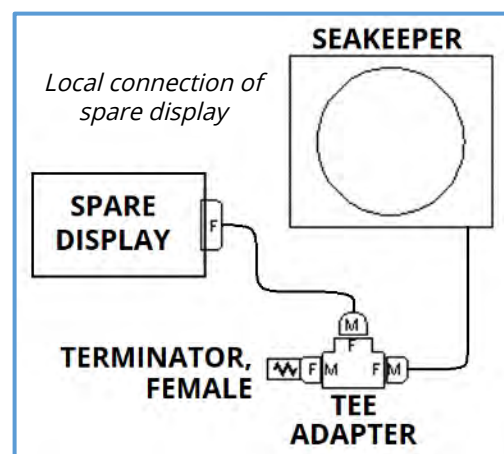 SEAKEEPER
Local connection of
spare display
SPARE
DISPLAY
F
M
F
TERMINATOR,
FEMALE
F
M
F
M
TEE
ADAPTER